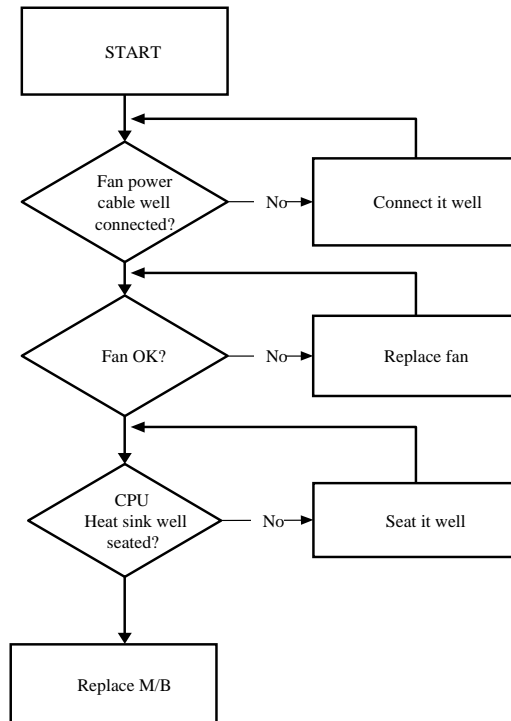 START
Fan power
cable well
connected?
No
Connect it well
Fan OK?
No
Replace fan
CPU
Heat sink well
seated?
No
Seat it well
Replace M/B